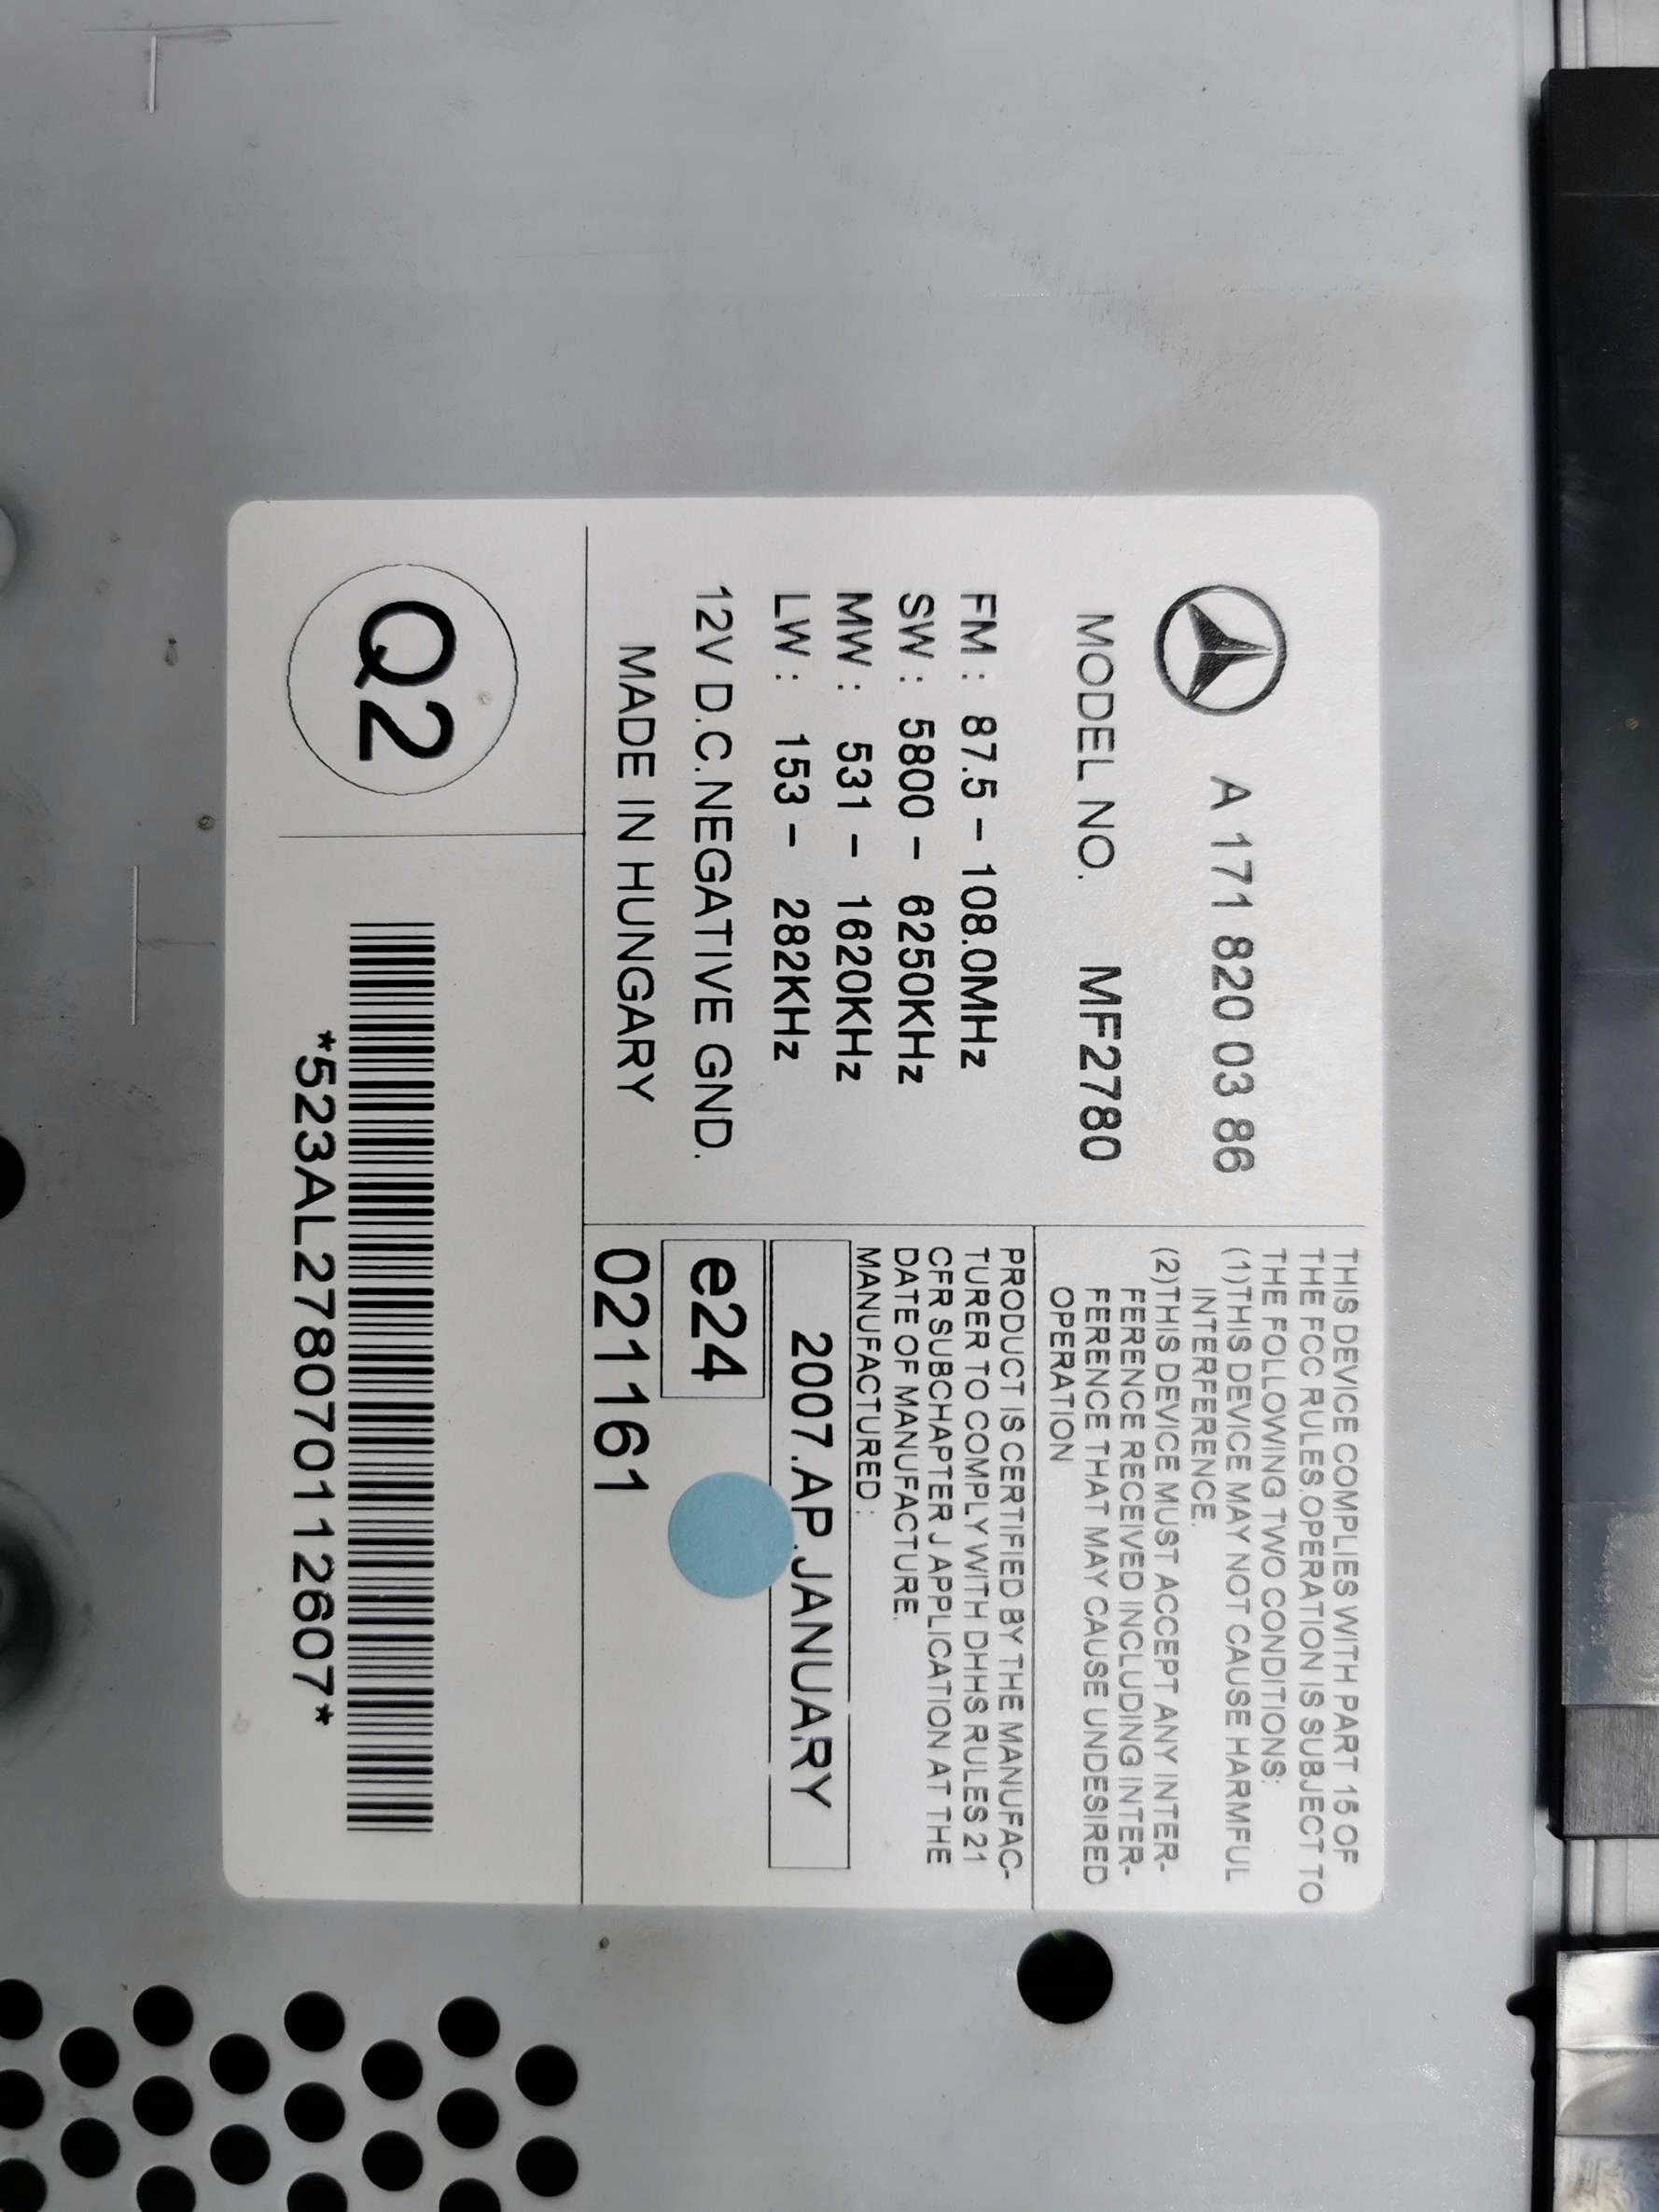 A 171 820 03 86
MODEL NO. MF2780
FM : 87.5 – 108.0MHz
SW : 5800 – 6250KHz
MW : 531 – 1620KHz
LW : 153 – 282KHz
12V D.C.NEGATIVE GND.
MADE IN HUNGARY
THIS DEVICE COMPLIES WITH PART 15 OF
THE FCC RULES.OPERATION IS SUBJECT TO
THE FOLLOWING TWO CONDITIONS:
(1)THIS DEVICE MAY NOT CAUSE HARMFUL
INTERFERENCE.
(2)THIS DEVICE MUST ACCEPT ANY INTER-
FERENCE RECEIVED INCLUDING INTER-
FERENCE THAT MAY CAUSE UNDESIRED
OPERATION
PRODUCT IS CERTIFIED BY THE MANUFAC-
TURER TO COMPLY WITH DHHS RULES 21
CFR SUBCHAPTER J APPLICATION AT THE
DATE OF MANUFACTURE.
MANUFACTURED :
2007.AP.JANUARY
e24
021161
Q2
*523AL278070112607*